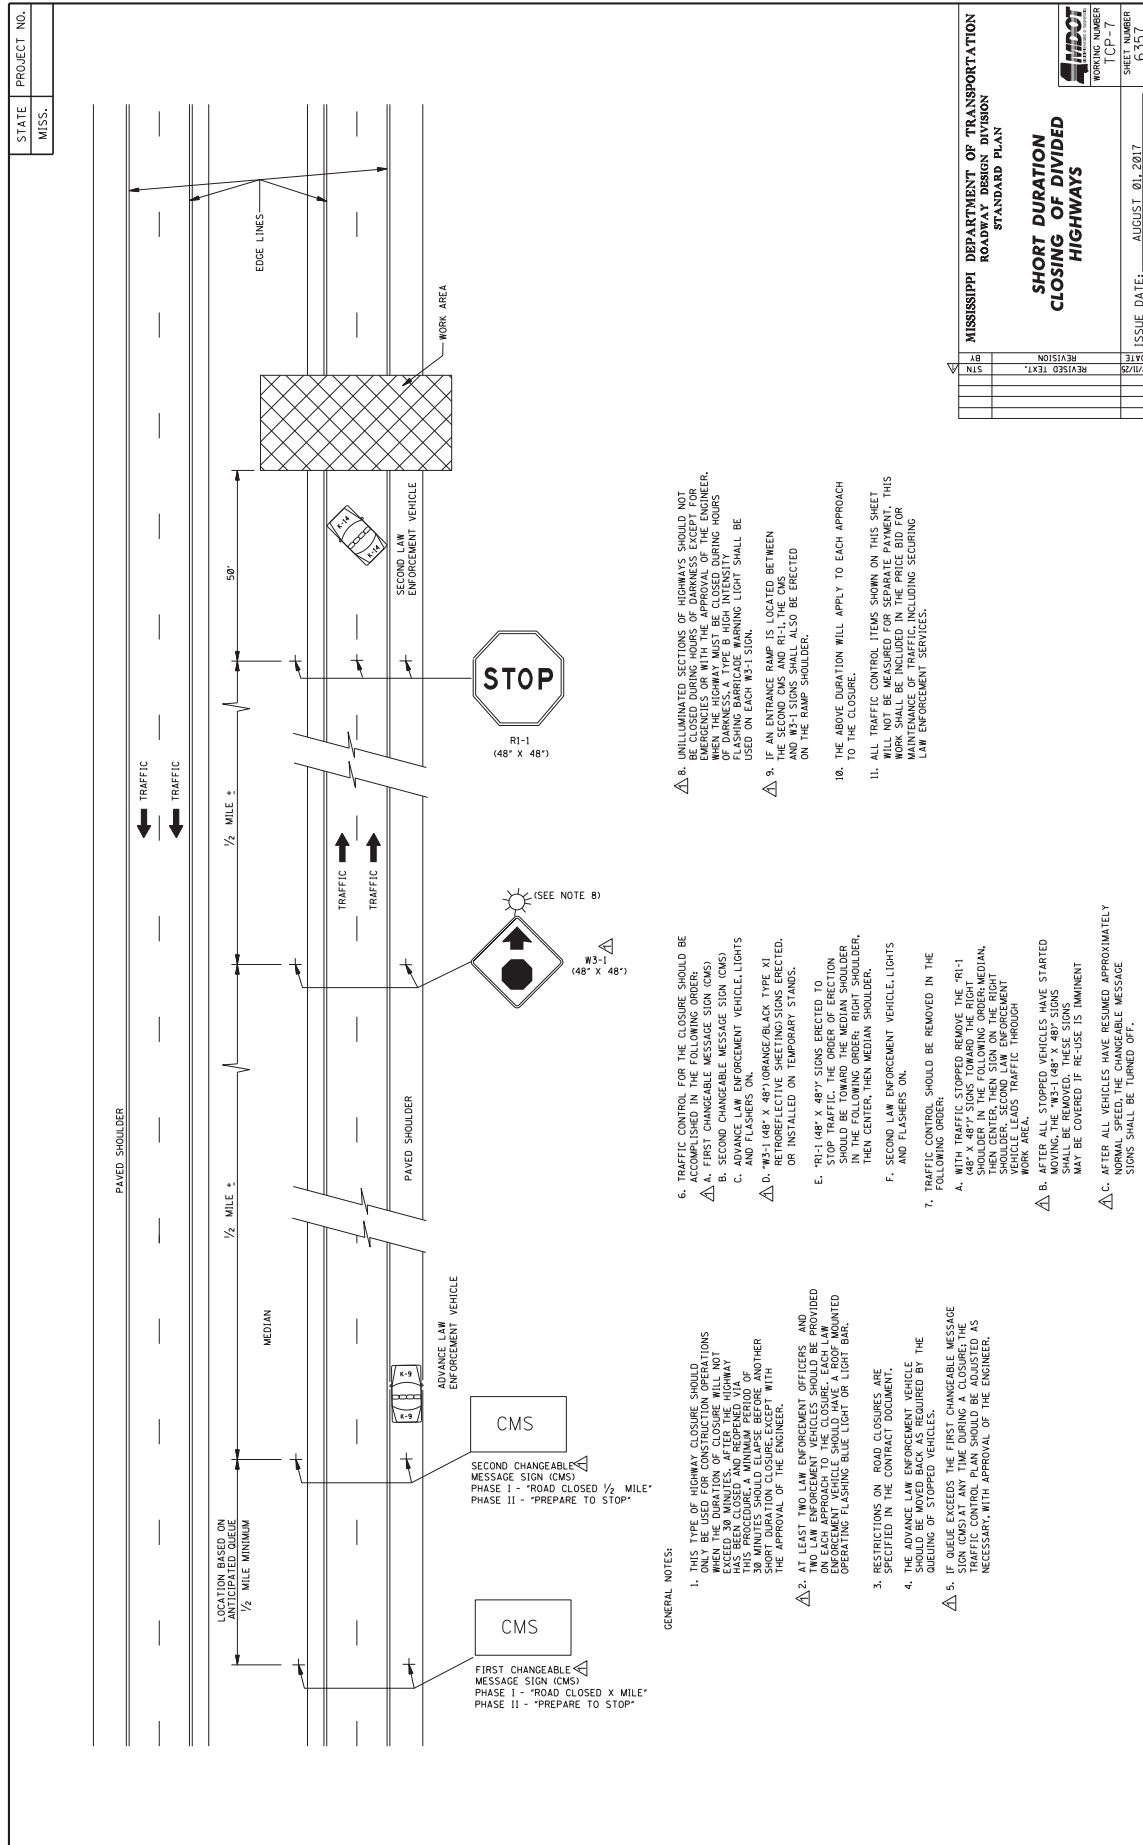 STATE PROJECT NO.
MISS.
PAVED SHOULDER
TRAFFIC
TRAFFIC
EDGE LINES
LOCATION BASED ON
ANTICIPATED QUEUE
1/2 MILE MINIMUM
1/2 MILE ±
1/2 MILE ±
50'
MEDIAN
TRAFFIC
TRAFFIC
PAVED SHOULDER
K-9
K-9
ADVANCE LAW
ENFORCEMENT VEHICLE
K-14
K-14
SECOND LAW
ENFORCEMENT VEHICLE
WORK AREA
CMS
FIRST CHANGEABLE
MESSAGE SIGN (CMS)
PHASE I - "ROAD CLOSED X MILE"
PHASE II - "PREPARE TO STOP"
CMS
SECOND CHANGEABLE
MESSAGE SIGN (CMS)
PHASE I - "ROAD CLOSED 1/2 MILE"
PHASE II - "PREPARE TO STOP"
(SEE NOTE 8)
W3-1
(48" X 48")
STOP
R1-1
(48" X 48")
GENERAL NOTES:
1. THIS TYPE OF HIGHWAY CLOSURE SHOULD
ONLY BE USED FOR CONSTRUCTION OPERATIONS
WHEN THE DURATION OF CLOSURE WILL NOT
EXCEED 30 MINUTES. AFTER THE HIGHWAY
HAS BEEN CLOSED AND REOPENED VIA
THIS PROCEDURE, A MINIMUM PERIOD OF
30 MINUTES SHOULD ELAPSE BEFORE ANOTHER
SHORT DURATION CLOSURE, EXCEPT WITH
THE APPROVAL OF THE ENGINEER.
2. AT LEAST TWO LAW ENFORCEMENT OFFICERS AND
TWO LAW ENFORCEMENT VEHICLES SHOULD BE PROVIDED
ON EACH APPROACH TO THE CLOSURE. EACH LAW
ENFORCEMENT VEHICLE SHOULD HAVE A ROOF MOUNTED
OPERATING FLASHING BLUE LIGHT OR LIGHT BAR.
3. RESTRICTIONS ON ROAD CLOSURES ARE
SPECIFIED IN THE CONTRACT DOCUMENT.
4. THE ADVANCE LAW ENFORCEMENT VEHICLE
SHOULD BE MOVED BACK AS REQUIRED BY THE
QUEUING OF STOPPED VEHICLES.
5. IF QUEUE EXCEEDS THE FIRST CHANGEABLE MESSAGE
SIGN (CMS) AT ANY TIME DURING A CLOSURE; THE
TRAFFIC CONTROL PLAN SHOULD BE ADJUSTED AS
NECESSARY, WITH APPROVAL OF THE ENGINEER.
6. TRAFFIC CONTROL FOR THE CLOSURE SHOULD BE
ACCOMPLISHED IN THE FOLLOWING ORDER:
A. FIRST CHANGEABLE MESSAGE SIGN (CMS)
B. SECOND CHANGEABLE MESSAGE SIGN (CMS)
C. ADVANCE LAW ENFORCEMENT VEHICLE, LIGHTS
AND FLASHERS ON.
D. "W3-1 (48" X 48") (ORANGE/BLACK TYPE XI
RETROREFLECTIVE SHEETING) SIGNS ERECTED.
OR INSTALLED ON TEMPORARY STANDS.
E. "R1-1 (48" X 48")" SIGNS ERECTED TO
STOP TRAFFIC. THE ORDER OF ERECTION
SHOULD BE TOWARD THE MEDIAN SHOULDER
IN THE FOLLOWING ORDER: RIGHT SHOULDER,
THEN CENTER, THEN MEDIAN SHOULDER.
F. SECOND LAW ENFORCEMENT VEHICLE, LIGHTS
AND FLASHERS ON.
7. TRAFFIC CONTROL SHOULD BE REMOVED IN THE
FOLLOWING ORDER:
A. WITH TRAFFIC STOPPED REMOVE THE "R1-1
(48" X 48")" SIGNS TOWARD THE RIGHT
SHOULDER IN THE FOLLOWING ORDER: MEDIAN,
THEN CENTER, THEN SIGN ON THE RIGHT
SHOULDER. SECOND LAW ENFORCEMENT
VEHICLE LEADS TRAFFIC THROUGH
WORK AREA.
B. AFTER ALL STOPPED VEHICLES HAVE STARTED
MOVING, THE "W3-1 (48" X 48)" SIGNS
SHALL BE REMOVED. THESE SIGNS
MAY BE COVERED IF RE-USE IS IMMINENT
C. AFTER ALL VEHICLES HAVE RESUMED APPROXIMATELY
NORMAL SPEED, THE CHANGEABLE MESSAGE
SIGNS SHALL BE TURNED OFF.
8. UNILLUMINATED SECTIONS OF HIGHWAYS SHOULD NOT
BE CLOSED DURING HOURS OF DARKNESS EXCEPT FOR
EMERGENCIES OR WITH THE APPROVAL OF THE ENGINEER.
WHEN THE HIGHWAY MUST BE CLOSED DURING HOURS
OF DARKNESS, A TYPE B HIGH INTENSITY
FLASHING BARRICADE WARNING LIGHT SHALL BE
USED ON EACH W3-1 SIGN.
9. IF AN ENTRANCE RAMP IS LOCATED BETWEEN
THE SECOND CMS AND R1-1, THE CMS
AND W3-1 SIGNS SHALL ALSO BE ERECTED
ON THE RAMP SHOULDER.
10. THE ABOVE DURATION WILL APPLY TO EACH APPROACH
TO THE CLOSURE.
11. ALL TRAFFIC CONTROL ITEMS SHOWN ON THIS SHEET
WILL NOT BE MEASURED FOR SEPARATE PAYMENT. THIS
WORK SHALL BE INCLUDED IN THE PRICE BID FOR
MAINTENANCE OF TRAFFIC, INCLUDING SECURING
LAW ENFORCEMENT SERVICES.
BY
REVISION
DATE
STN
REVISED TEXT.
MISSISSIPPI DEPARTMENT OF TRANSPORTATION
ROADWAY DESIGN DIVISION
STANDARD PLAN
SHORT DURATION
CLOSING OF DIVIDED
HIGHWAYS
MDOT
WORKING NUMBER
TCP-7
SHEET NUMBER
6357
ISSUE DATE: AUGUST 01, 2017